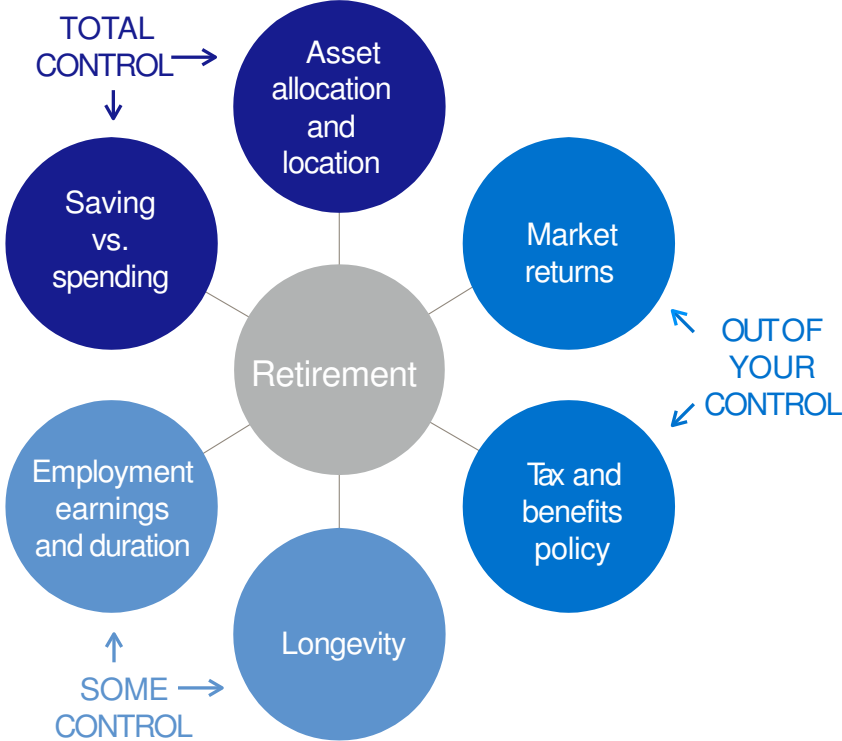 TOTAL
CONTROL
Asset
allocation
and
location
Saving
vs.
spending
Market
returns
OUT OF
YOUR
CONTROL
Retirement
Employment
earnings
and duration
Tax and
benefits
policy
Longevity
SOME
CONTROL